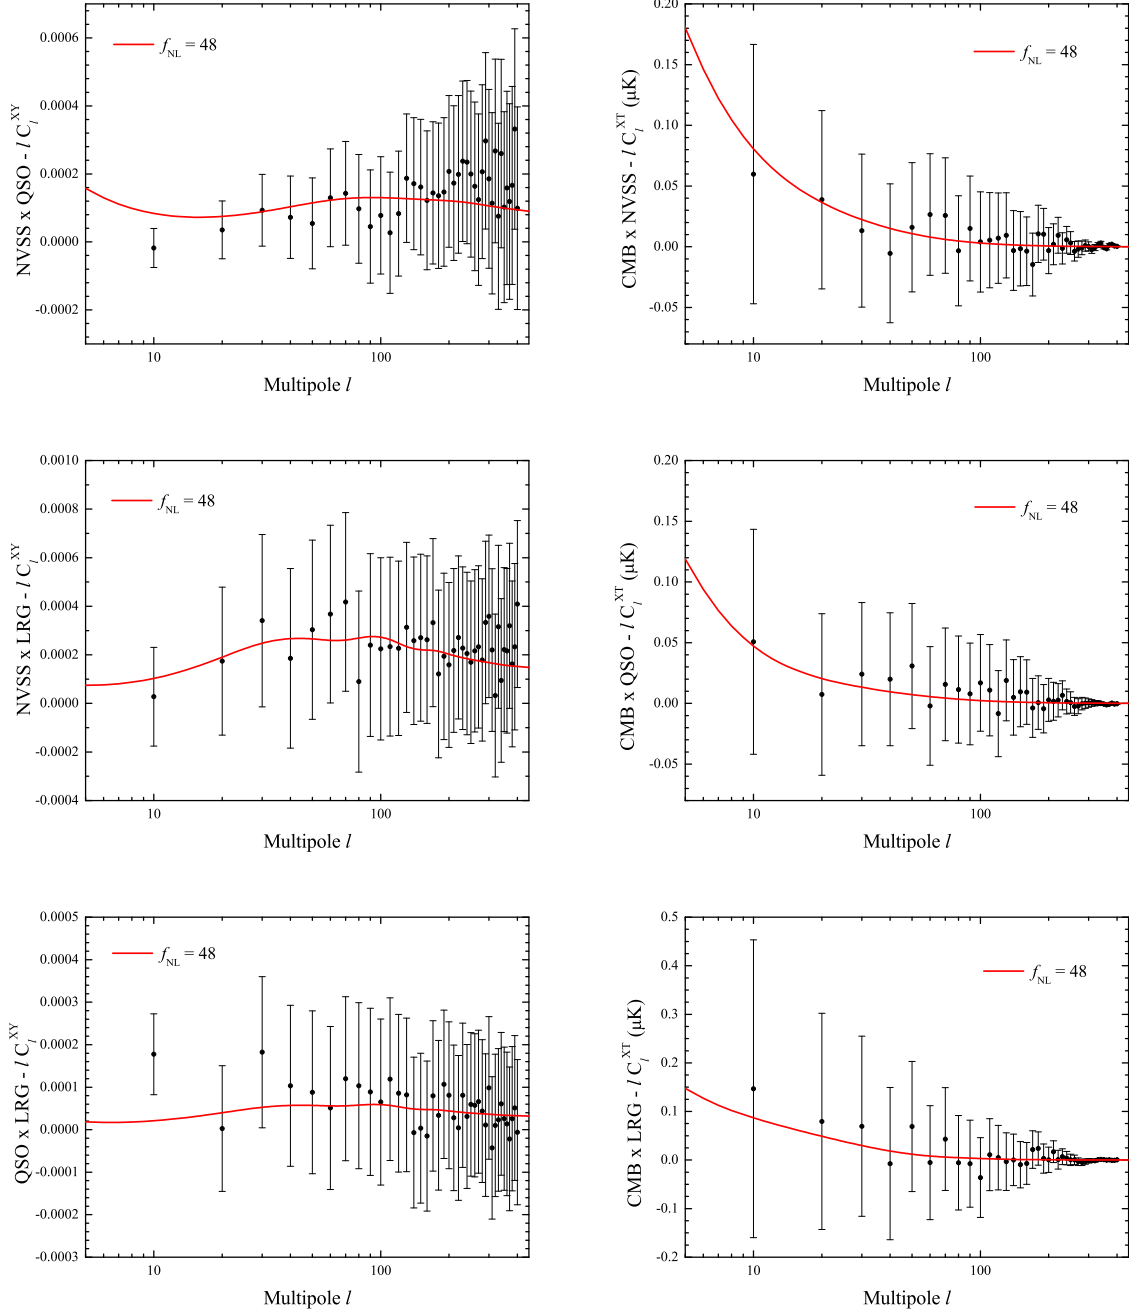 0.0006
0.0004
0.0002
0.0000
-0.0002
NVSS x QSO - l C_l^XY
f_NL = 48
10 100
Multipole l
0.20
0.15
0.10
0.05
0.00
-0.05
CMB x NVSS - l C_l^XT (μK)
f_NL = 48
10 100
Multipole l
0.0010
0.0008
0.0006
0.0004
0.0002
0.0000
-0.0002
-0.0004
NVSS x LRG - l C_l^XY
f_NL = 48
10 100
Multipole l
0.20
0.15
0.10
0.05
0.00
-0.05
CMB x QSO - l C_l^XT (μK)
f_NL = 48
10 100
Multipole l
0.0005
0.0004
0.0003
0.0002
0.0001
0.0000
-0.0001
-0.0002
-0.0003
QSO x LRG - l C_l^XY
f_NL = 48
10 100
Multipole l
0.5
0.4
0.3
0.2
0.1
0.0
-0.1
-0.2
CMB x LRG - l C_l^XT (μK)
f_NL = 48
10 100
Multipole l